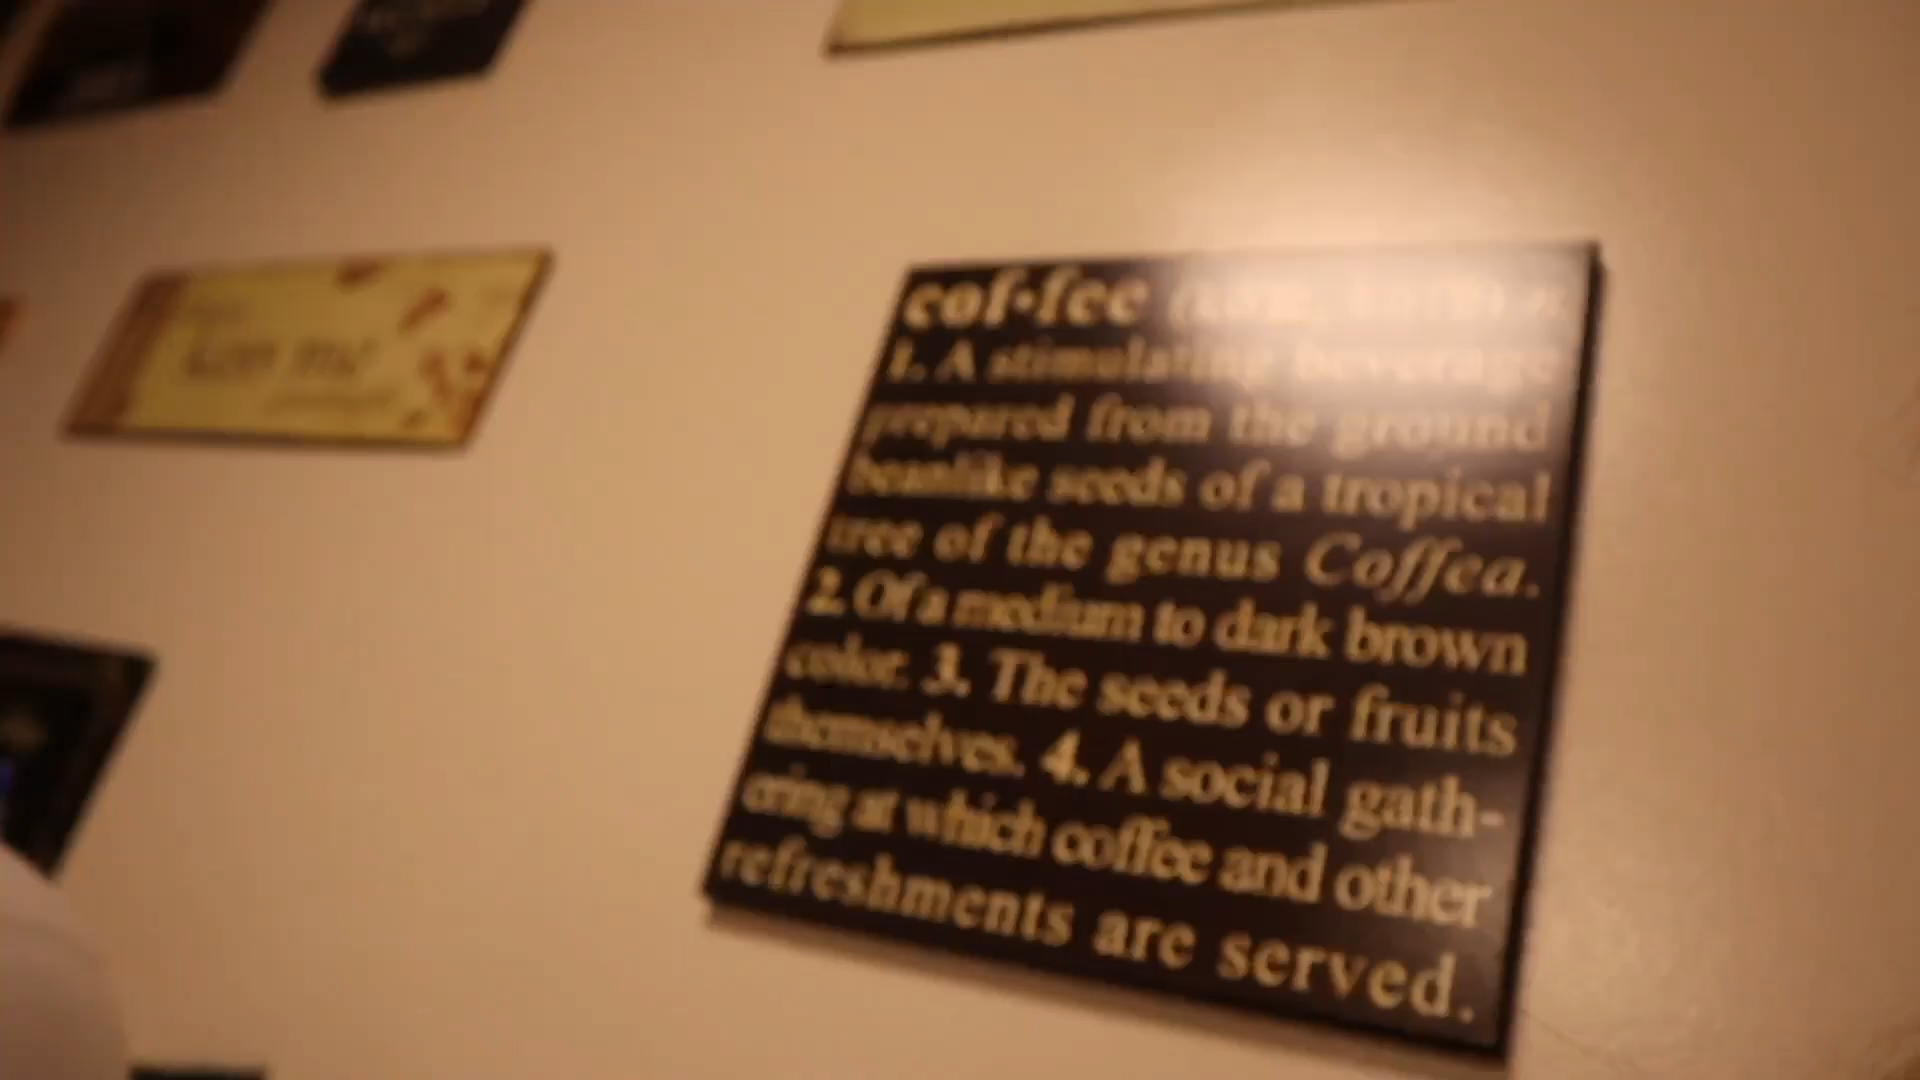 cof·fee
1. A stimulating beverage
prepared from the ground
beanlike seeds of a tropical
tree of the genus Coffea.
2. Of a medium to dark brown
color. 3. The seeds or fruits
themselves. 4. A social gath-
ering at which coffee and other
refreshments are served.